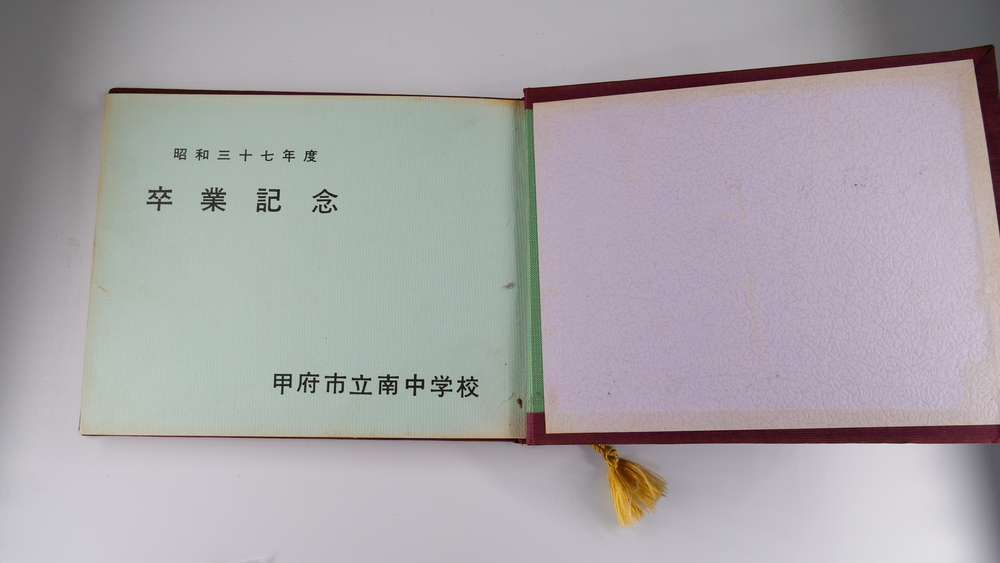 昭和三十七年度
卒業記念
甲府市立南中学校